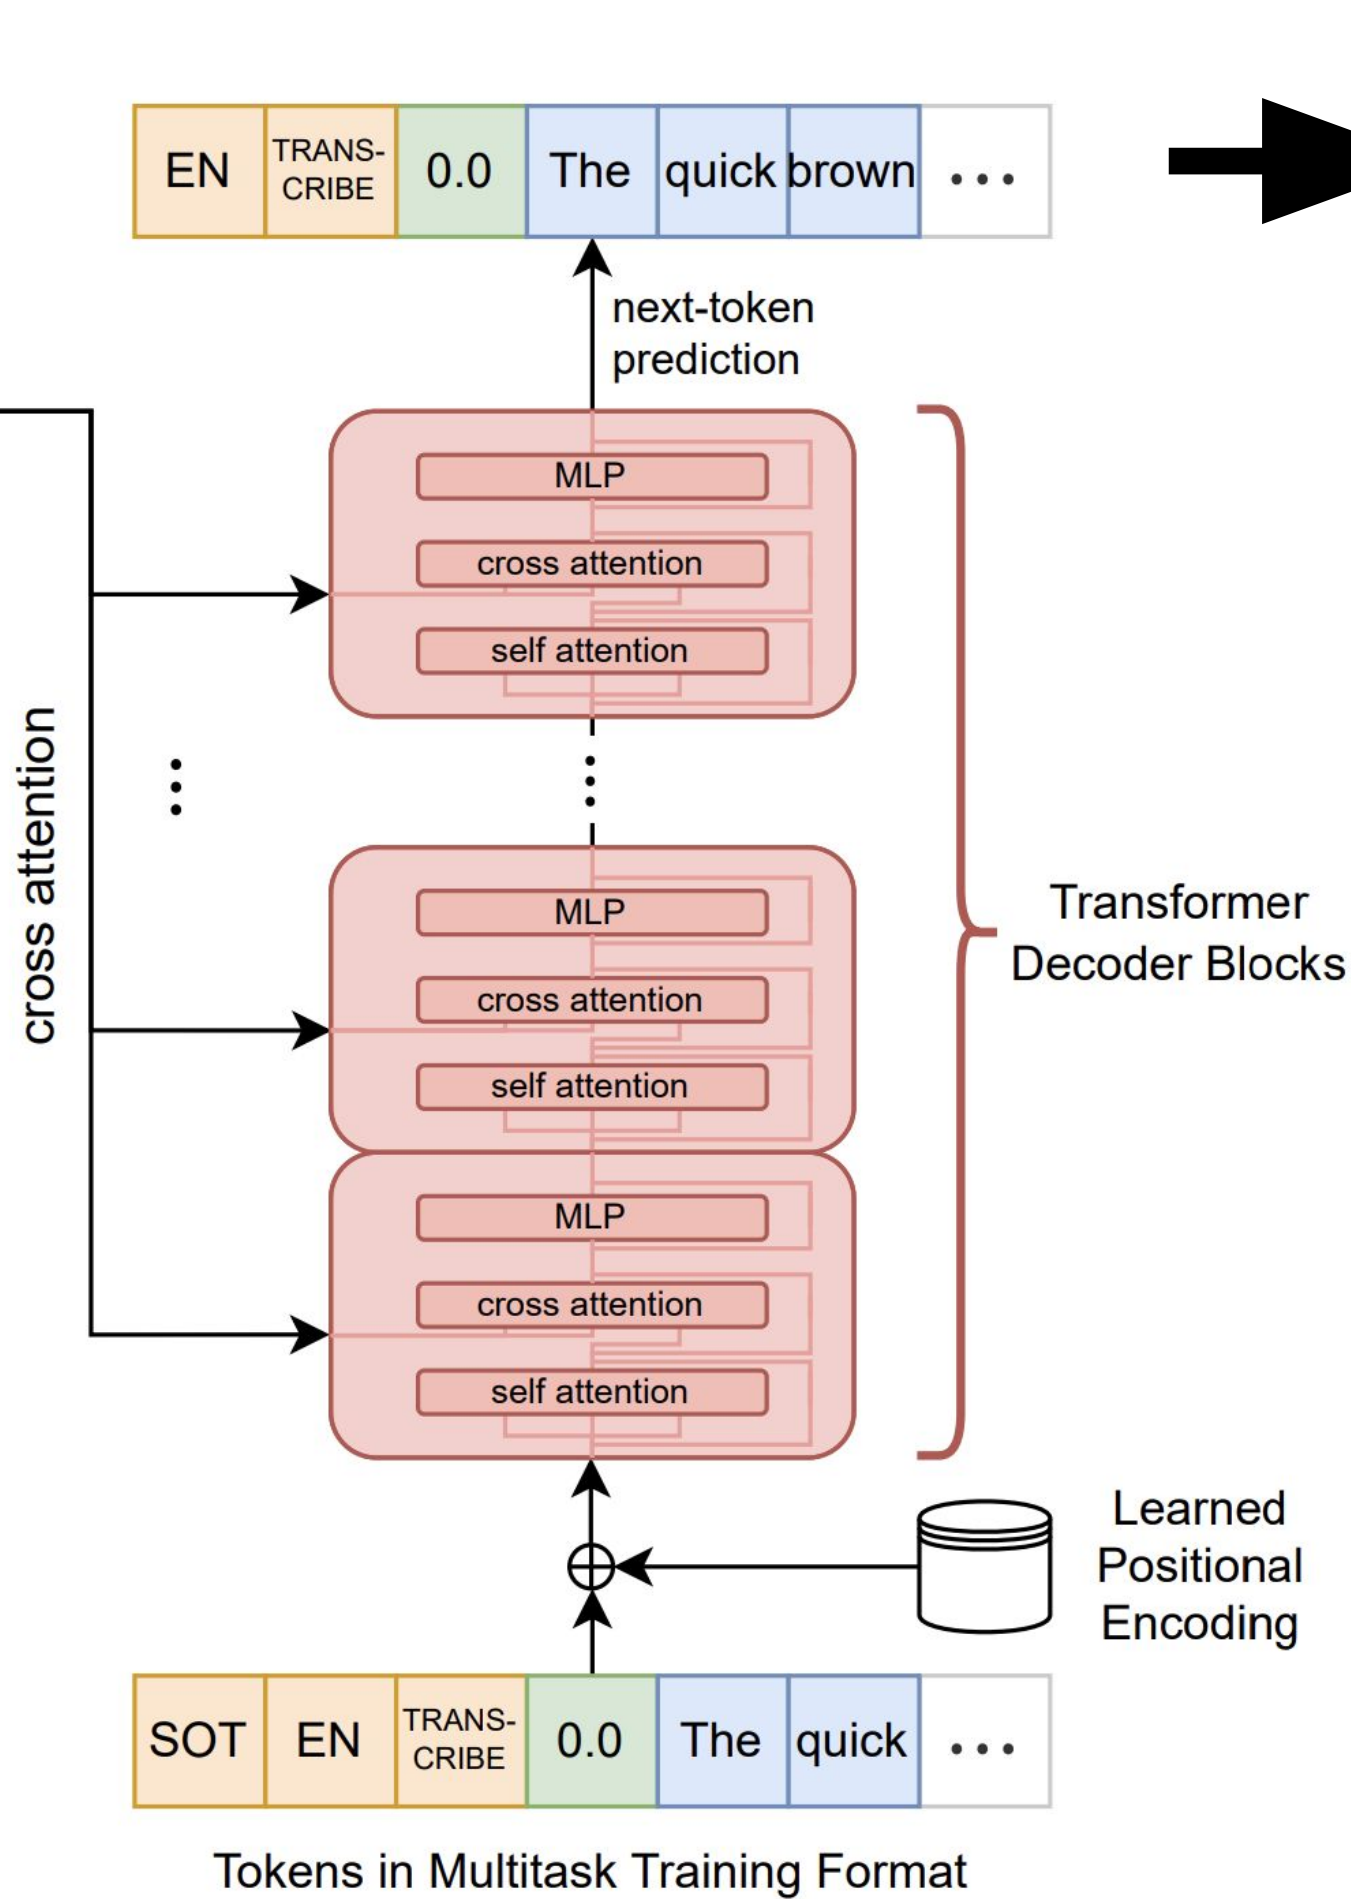 EN TRANS- 0.0 The quick brown ...
CRIBE
next-token
prediction
MLP
cross attention
self attention
cross attention
MLP
cross attention
self attention
Transformer
Decoder Blocks
MLP
cross attention
self attention
Learned
Positional
Encoding
SOT EN TRANS- 0.0 The quick ...
CRIBE
Tokens in Multitask Training Format